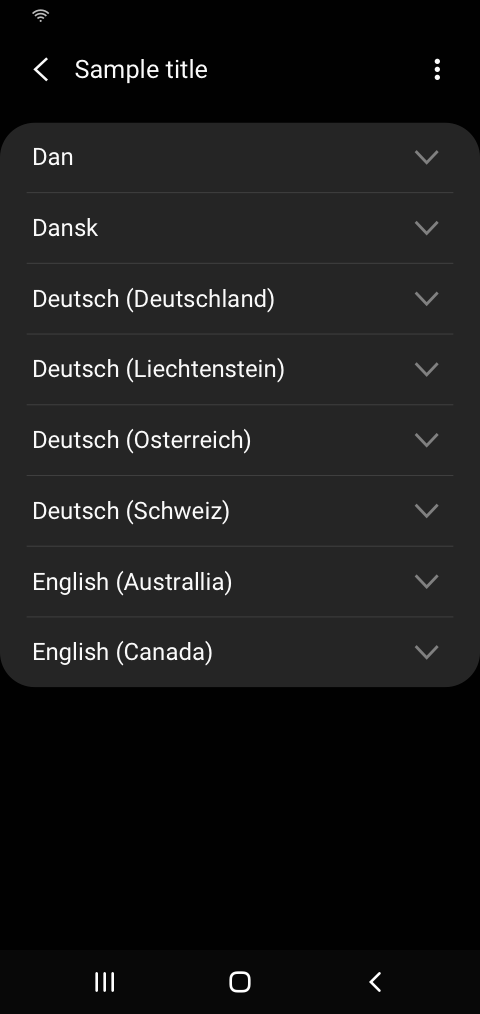 Sample title
Dan
Dansk
Deutsch (Deutschland)
Deutsch (Liechtenstein)
Deutsch (Osterreich)
Deutsch (Schweiz)
English (Australlia)
English (Canada)